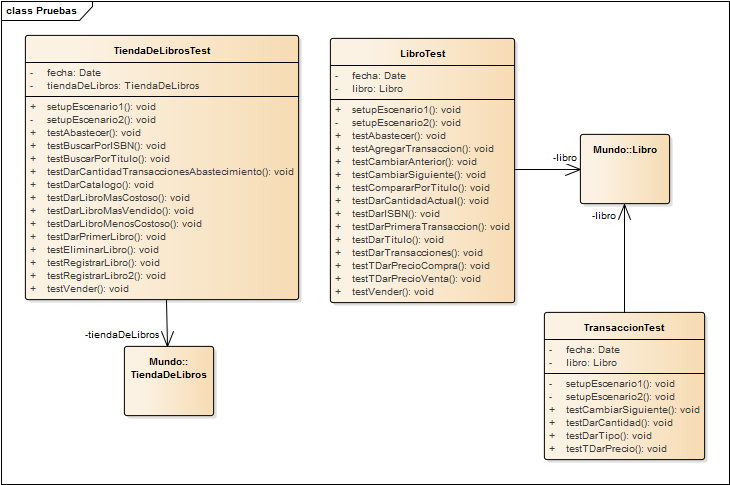 class Pruebas
TiendaDeLibrosTest
- fecha: Date
- tiendaDeLibros: TiendaDeLibros
+ setupEscenario1(): void
- setupEscenario2(): void
+ testAbastecer(): void
+ testBuscarPorISBN(): void
+ testBuscarPorTitulo(): void
+ testDarCantidadTransaccionesAbastecimiento(): void
+ testDarCatalogo(): void
+ testDarLibroMasCostoso(): void
+ testDarLibroMasVendido(): void
+ testDarLibroMenosCostoso(): void
+ testDarPrimerLibro(): void
+ testEliminarLibro(): void
+ testRegistrarLibro(): void
+ testRegistrarLibro2(): void
+ testVender(): void
-tiendaDeLibros
Mundo::
TiendaDeLibros
LibroTest
- fecha: Date
- libro: Libro
+ setupEscenario1(): void
- setupEscenario2(): void
+ testAbastecer(): void
+ testAgregarTransaccion(): void
+ testCambiarAnterior(): void
+ testCambiarSiguiente(): void
+ testCompararPorTitulo(): void
+ testDarCantidadActual(): void
+ testDarISBN(): void
+ testDarPrimeraTransaccion(): void
+ testDarTitulo(): void
+ testDarTransacciones(): void
+ testTDarPrecioCompra(): void
+ testTDarPrecioVenta(): void
+ testVender(): void
-libro
Mundo::Libro
-libro
TransaccionTest
- fecha: Date
- libro: Libro
- setupEscenario1(): void
- setupEscenario2(): void
+ testCambiarSiguiente(): void
+ testDarCantidad(): void
+ testDarTipo(): void
+ testTDarPrecio(): void